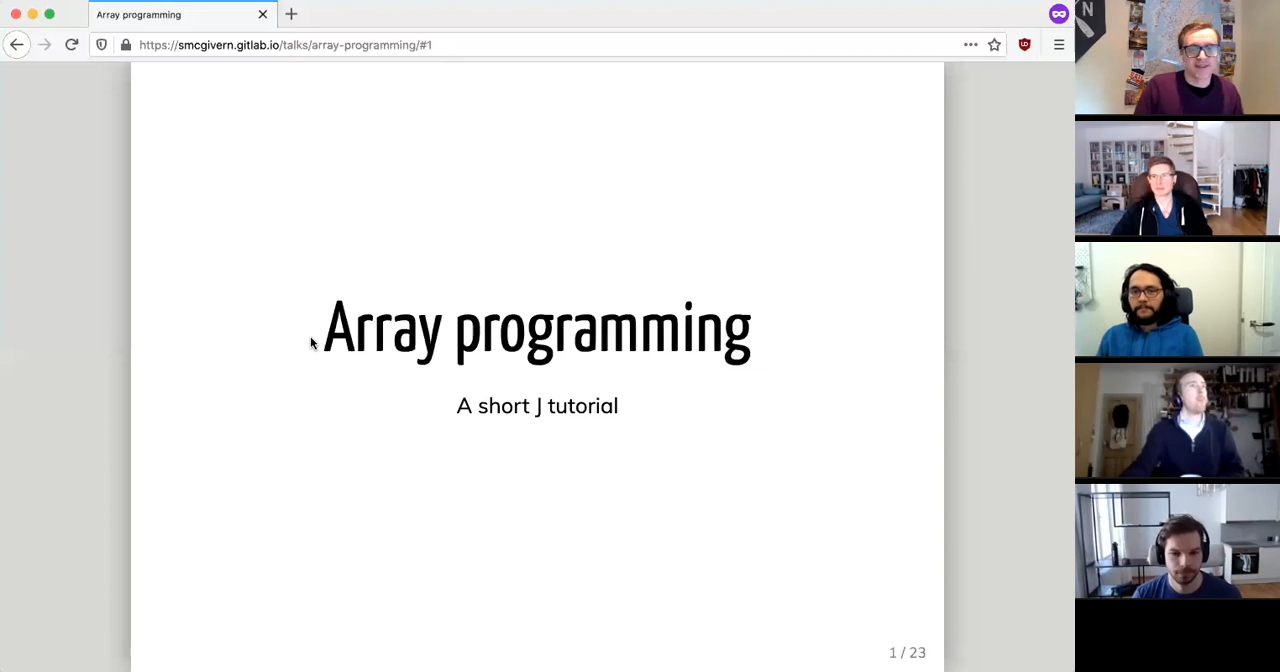 Array programming
https://smcgivern.gitlab.io/talks/array-programming/#1
N
Array programming
A short J tutorial
1 / 23